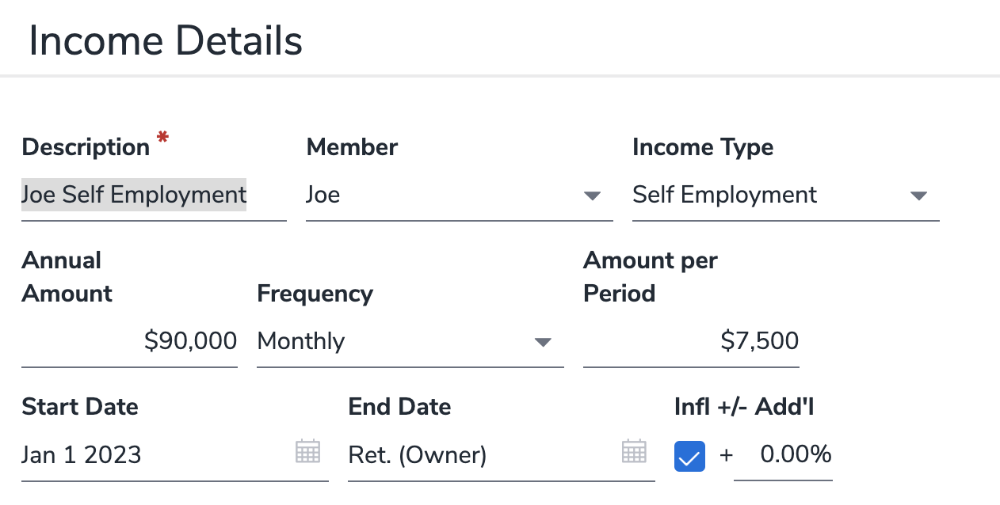 Income Details
Description *
Member
Income Type
Joe Self Employment
Joe
Self Employment
Annual
Amount
Frequency
Amount per
Period
$90,000
Monthly
$7,500
Start Date
End Date
Infl +/- Add'l
Jan 1 2023
Ret. (Owner)
+ 0.00%